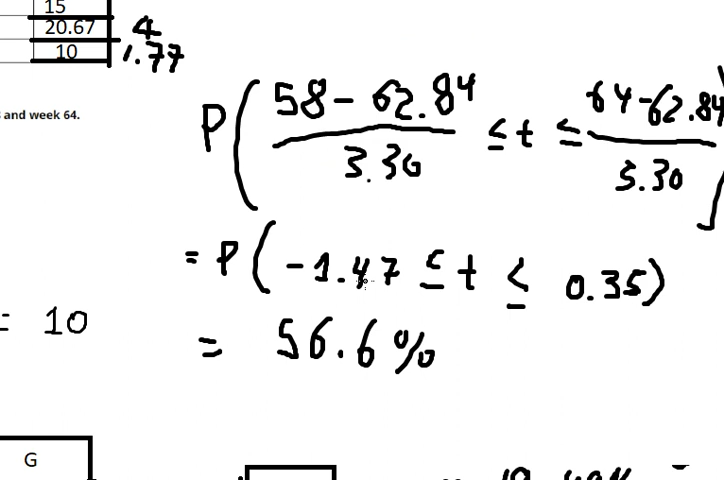 15
20.67 4
10 1.77
and week 64.
P( (58 - 62.84)/3.30 ≤ t ≤ (64 - 62.84)/3.30 )
= P( -1.47 ≤ t ≤ 0.35)
= 10
= 56.6%
G